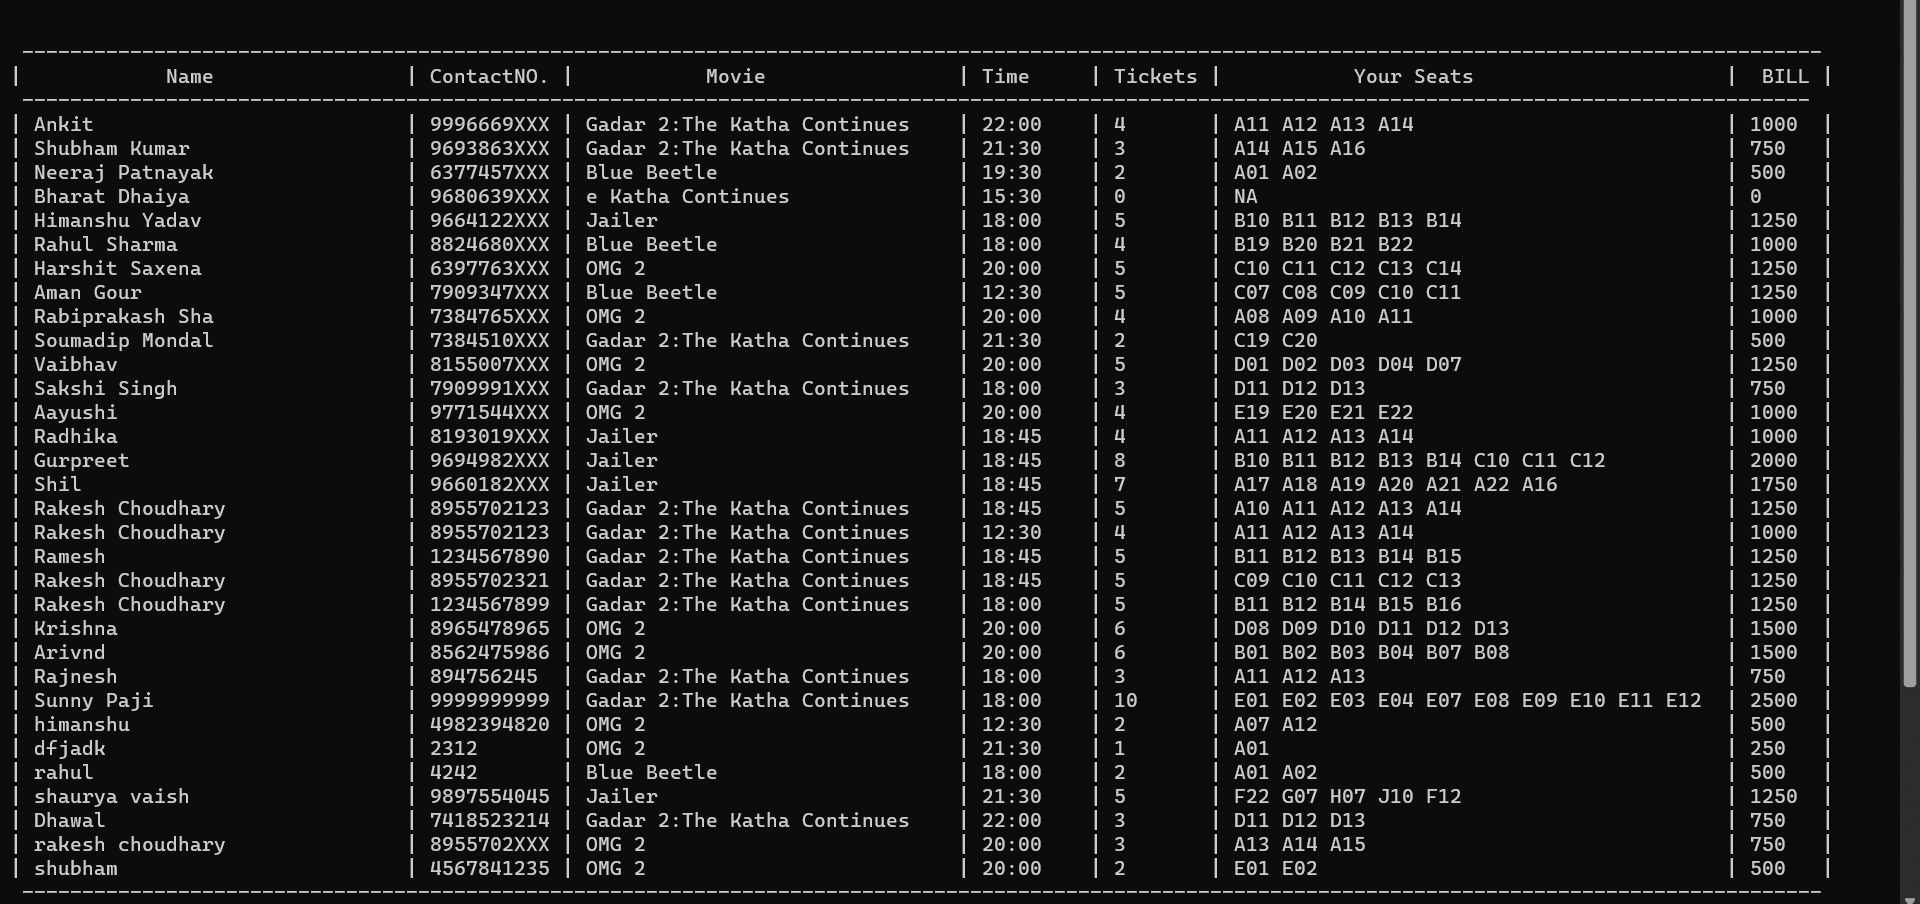 | Name | ContactNO. | Movie | Time | Tickets | Your Seats | BILL |
| Ankit | 9996669XXX | Gadar 2:The Katha Continues | 22:00 | 4 | A11 A12 A13 A14 | 1000 |
| Shubham Kumar | 9693863XXX | Gadar 2:The Katha Continues | 21:30 | 3 | A14 A15 A16 | 750 |
| Neeraj Patnayak | 6377457XXX | Blue Beetle | 19:30 | 2 | A01 A02 | 500 |
| Bharat Dhaiya | 9680639XXX | e Katha Continues | 15:30 | 0 | NA | 0 |
| Himanshu Yadav | 9664122XXX | Jailer | 18:00 | 5 | B10 B11 B12 B13 B14 | 1250 |
| Rahul Sharma | 8824680XXX | Blue Beetle | 18:00 | 4 | B19 B20 B21 B22 | 1000 |
| Harshit Saxena | 6397763XXX | OMG 2 | 20:00 | 5 | C10 C11 C12 C13 C14 | 1250 |
| Aman Gour | 7909347XXX | Blue Beetle | 12:30 | 5 | C07 C08 C09 C10 C11 | 1250 |
| Rabiprakash Sha | 7384765XXX | OMG 2 | 20:00 | 4 | A08 A09 A10 A11 | 1000 |
| Soumadip Mondal | 7384510XXX | Gadar 2:The Katha Continues | 21:30 | 2 | C19 C20 | 500 |
| Vaibhav | 8155007XXX | OMG 2 | 20:00 | 5 | D01 D02 D03 D04 D07 | 1250 |
| Sakshi Singh | 7909991XXX | Gadar 2:The Katha Continues | 18:00 | 3 | D11 D12 D13 | 750 |
| Aayushi | 9771544XXX | OMG 2 | 20:00 | 4 | E19 E20 E21 E22 | 1000 |
| Radhika | 8193019XXX | Jailer | 18:45 | 4 | A11 A12 A13 A14 | 1000 |
| Gurpreet | 9694982XXX | Jailer | 18:45 | 8 | B10 B11 B12 B13 B14 C10 C11 C12 | 2000 |
| Shil | 9660182XXX | Jailer | 18:45 | 7 | A17 A18 A19 A20 A21 A22 A16 | 1750 |
| Rakesh Choudhary | 8955702123 | Gadar 2:The Katha Continues | 18:45 | 5 | A10 A11 A12 A13 A14 | 1250 |
| Rakesh Choudhary | 8955702123 | Gadar 2:The Katha Continues | 12:30 | 4 | A11 A12 A13 A14 | 1000 |
| Ramesh | 1234567890 | Gadar 2:The Katha Continues | 18:45 | 5 | B11 B12 B13 B14 B15 | 1250 |
| Rakesh Choudhary | 8955702321 | Gadar 2:The Katha Continues | 18:45 | 5 | C09 C10 C11 C12 C13 | 1250 |
| Rakesh Choudhary | 1234567899 | Gadar 2:The Katha Continues | 18:00 | 5 | B11 B12 B14 B15 B16 | 1250 |
| Krishna | 8965478965 | OMG 2 | 20:00 | 6 | D08 D09 D10 D11 D12 D13 | 1500 |
| Arivnd | 8562475986 | OMG 2 | 20:00 | 6 | B01 B02 B03 B04 B07 B08 | 1500 |
| Rajnesh | 894756245 | Gadar 2:The Katha Continues | 18:00 | 3 | A11 A12 A13 | 750 |
| Sunny Paji | 9999999999 | Gadar 2:The Katha Continues | 18:00 | 10 | E01 E02 E03 E04 E07 E08 E09 E10 E11 E12 | 2500 |
| himanshu | 4982394820 | OMG 2 | 12:30 | 2 | A07 A12 | 500 |
| dfjadk | 2312 | OMG 2 | 21:30 | 1 | A01 | 250 |
| rahul | 4242 | Blue Beetle | 18:00 | 2 | A01 A02 | 500 |
| shaurya vaish | 9897554045 | Jailer | 21:30 | 5 | F22 G07 H07 J10 F12 | 1250 |
| Dhawal | 7418523214 | Gadar 2:The Katha Continues | 22:00 | 3 | D11 D12 D13 | 750 |
| rakesh choudhary | 8955702XXX | OMG 2 | 20:00 | 3 | A13 A14 A15 | 750 |
| shubham | 4567841235 | OMG 2 | 20:00 | 2 | E01 E02 | 500 |